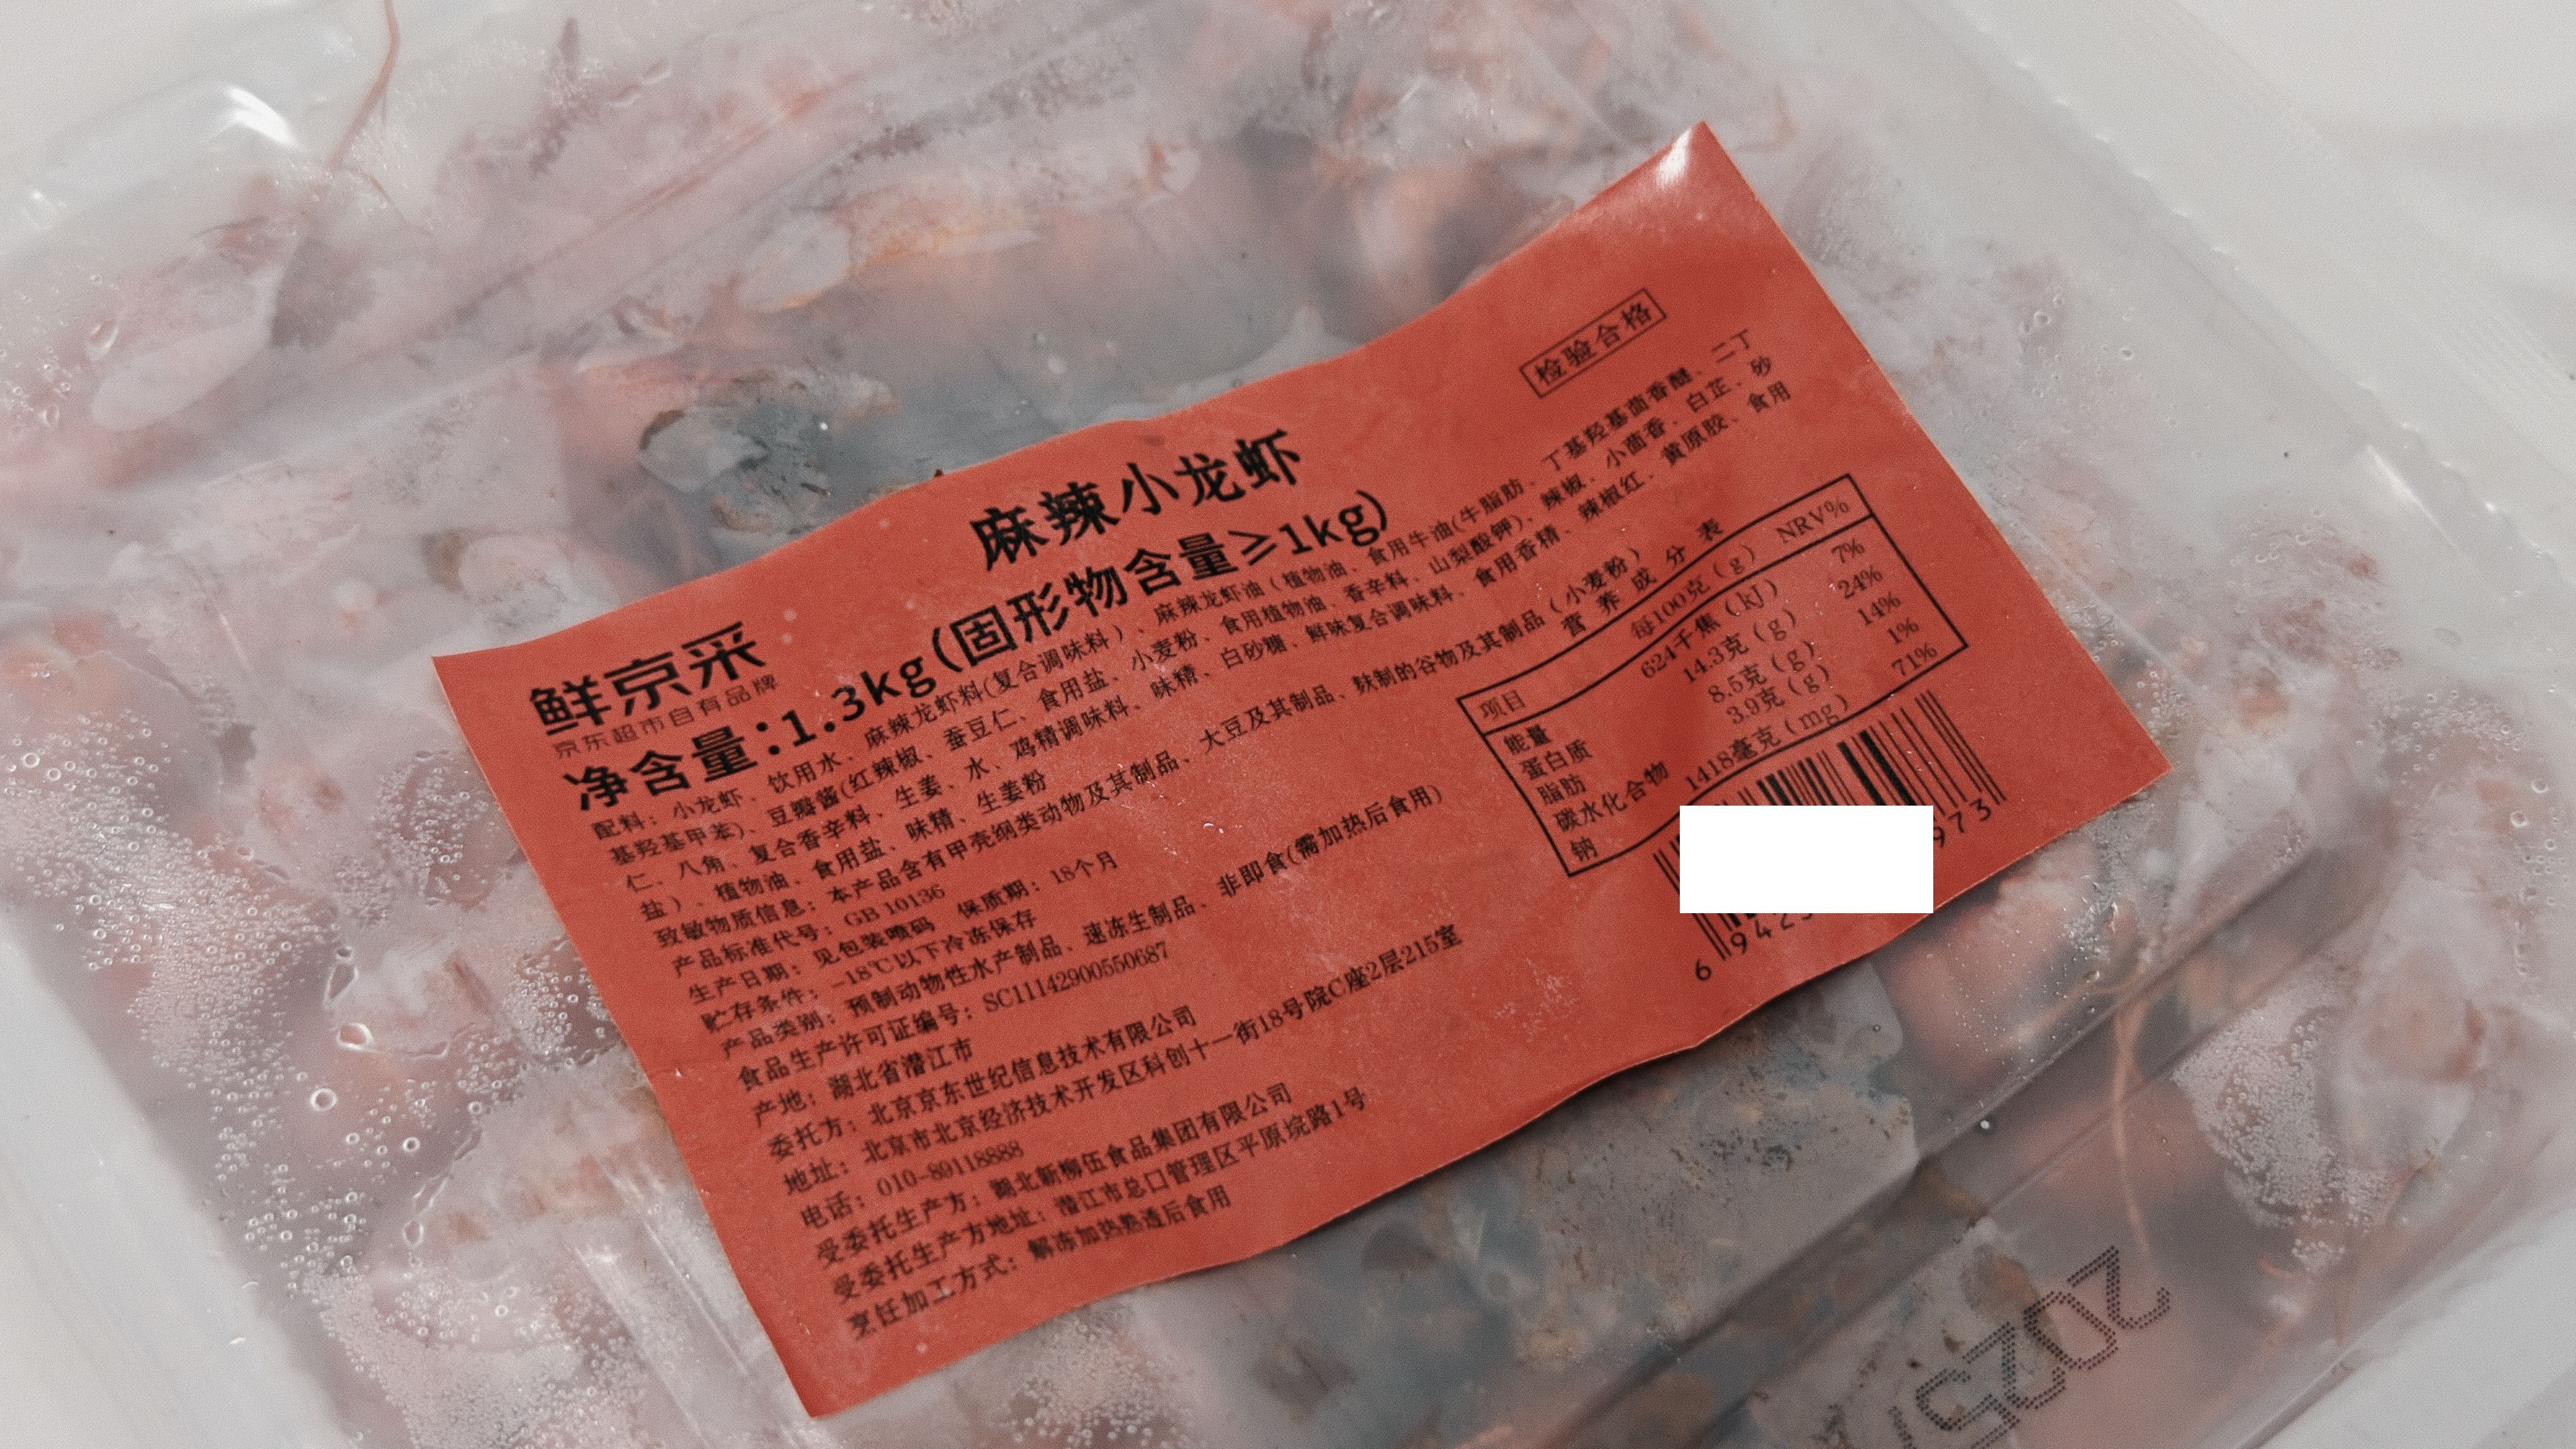 检验合格
麻辣小龙虾
鲜京采
京东超市自有品牌
净含量:1.3kg(固形物含量≥1kg)
配料：小龙虾、饮用水、麻辣龙虾料(复合调味料)、麻辣龙虾油（植物油、食用牛油(牛脂肪、丁基羟基茴香醚、二丁
基羟基甲苯)、豆瓣酱(红辣椒、蚕豆仁、食用盐、小麦粉、食用植物油、香辛料、山梨酸钾)、辣椒、小茴香、白芷、砂
仁、八角、复合香辛料、生姜、水、鸡精调味料、味精、白砂糖、鲜味复合调味料、食用香精、辣椒红、黄原胶、食用
盐）、植物油、食用盐、味精、生姜粉
致敏物质信息：本产品含有甲壳纲类动物及其制品、大豆及其制品、麸制的谷物及其制品（小麦粉）
产品标准代号：GB 10136
生产日期：见包装喷码 保质期：18个月
贮存条件：-18℃以下冷冻保存
产品类别：预制动物性水产制品、速冻生制品、非即食(需加热后食用)
食品生产许可证编号：SC11142900550687
产地：湖北省潜江市
委托方：北京京东世纪信息技术有限公司
地址：北京市北京经济技术开发区科创十一街18号院C座2层215室
电话：010-89118888
受委托生产方：湖北新柳伍食品集团有限公司
受委托生产方地址：潜江市总口管理区平原垸路1号
烹饪加工方式：解冻加热熟透后食用
营养成分表
项目 每100克（g） NRV%
能量 624千焦（kJ） 7%
蛋白质 14.3克（g） 24%
脂肪 8.5克（g） 14%
碳水化合物 3.9克（g） 1%
钠 1418毫克（mg） 71%
6 942
973
2025